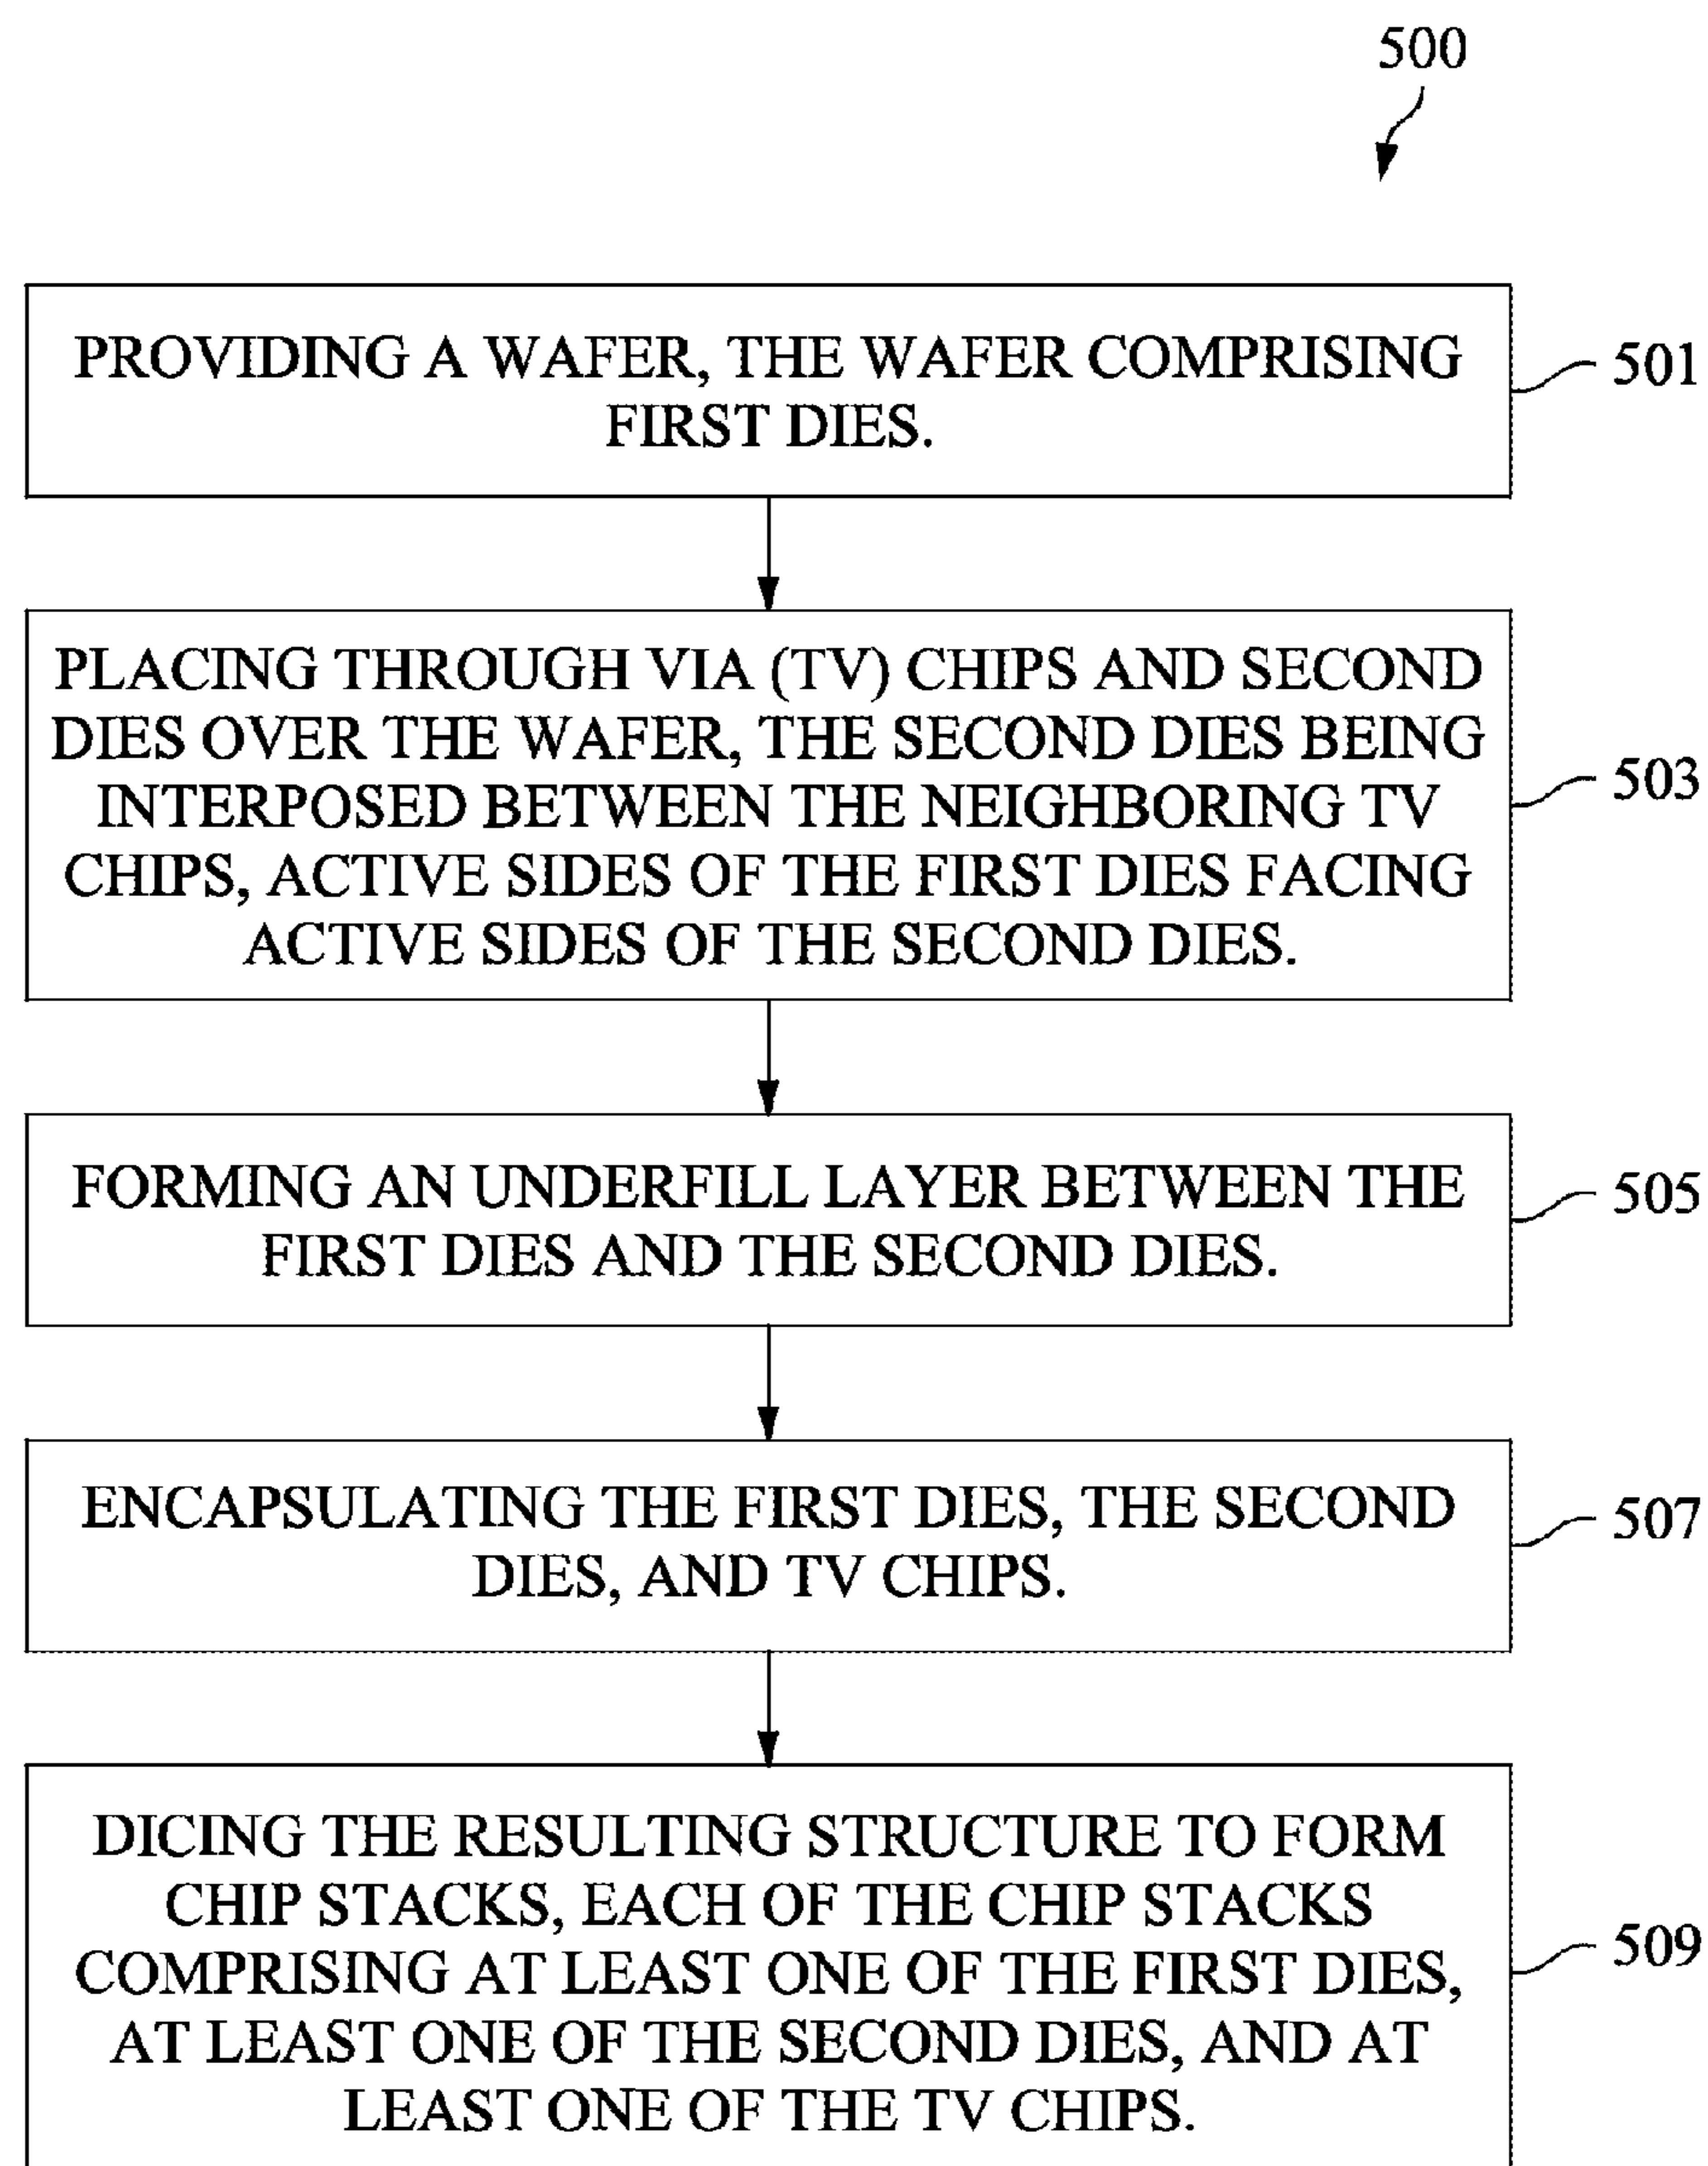 500
PROVIDING A WAFER, THE WAFER COMPRISING
FIRST DIES.
501
PLACING THROUGH VIA (TV) CHIPS AND SECOND
DIES OVER THE WAFER, THE SECOND DIES BEING
INTERPOSED BETWEEN THE NEIGHBORING TV
CHIPS, ACTIVE SIDES OF THE FIRST DIES FACING
ACTIVE SIDES OF THE SECOND DIES.
503
FORMING AN UNDERFILL LAYER BETWEEN THE
FIRST DIES AND THE SECOND DIES.
505
ENCAPSULATING THE FIRST DIES, THE SECOND
DIES, AND TV CHIPS.
507
DICING THE RESULTING STRUCTURE TO FORM
CHIP STACKS, EACH OF THE CHIP STACKS
COMPRISING AT LEAST ONE OF THE FIRST DIES,
AT LEAST ONE OF THE SECOND DIES, AND AT
LEAST ONE OF THE TV CHIPS.
509